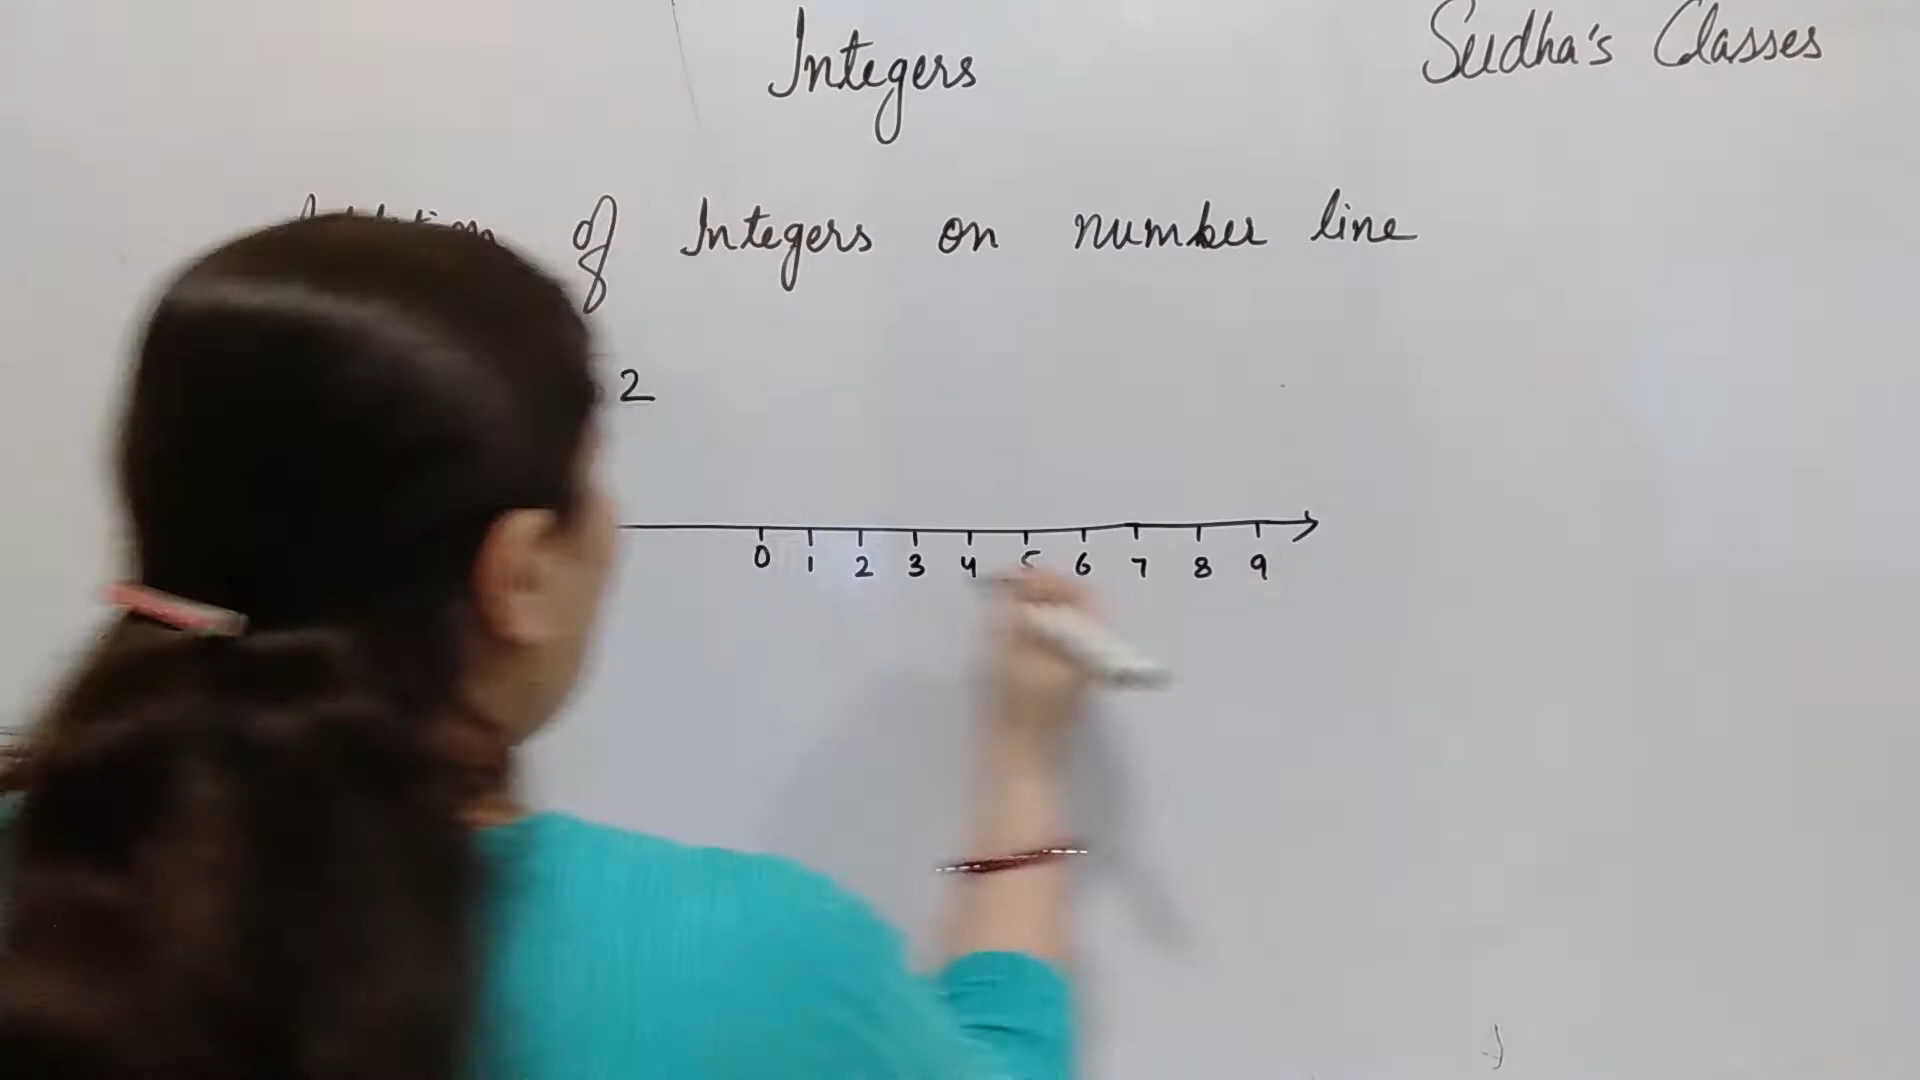 Integers
Sudha's Classes
of Integers on number line
2
0 1 2 3 4 5 6 7 8 9